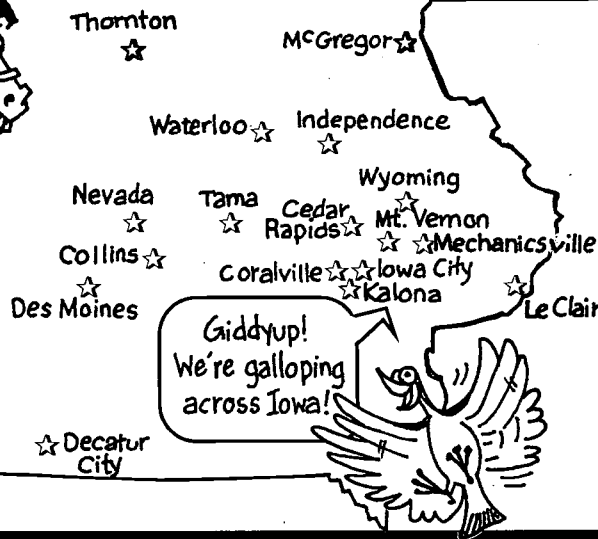 Thornton
McGregor
Waterloo
Independence
Wyoming
Nevada
Tama
Cedar
Rapids
Mt. Vernon
Mechanicsville
Collins
Coralville
Iowa City
Kalona
Des Moines
Le Clair
Giddyup!
We're galloping
across Iowa!
Decatur
City